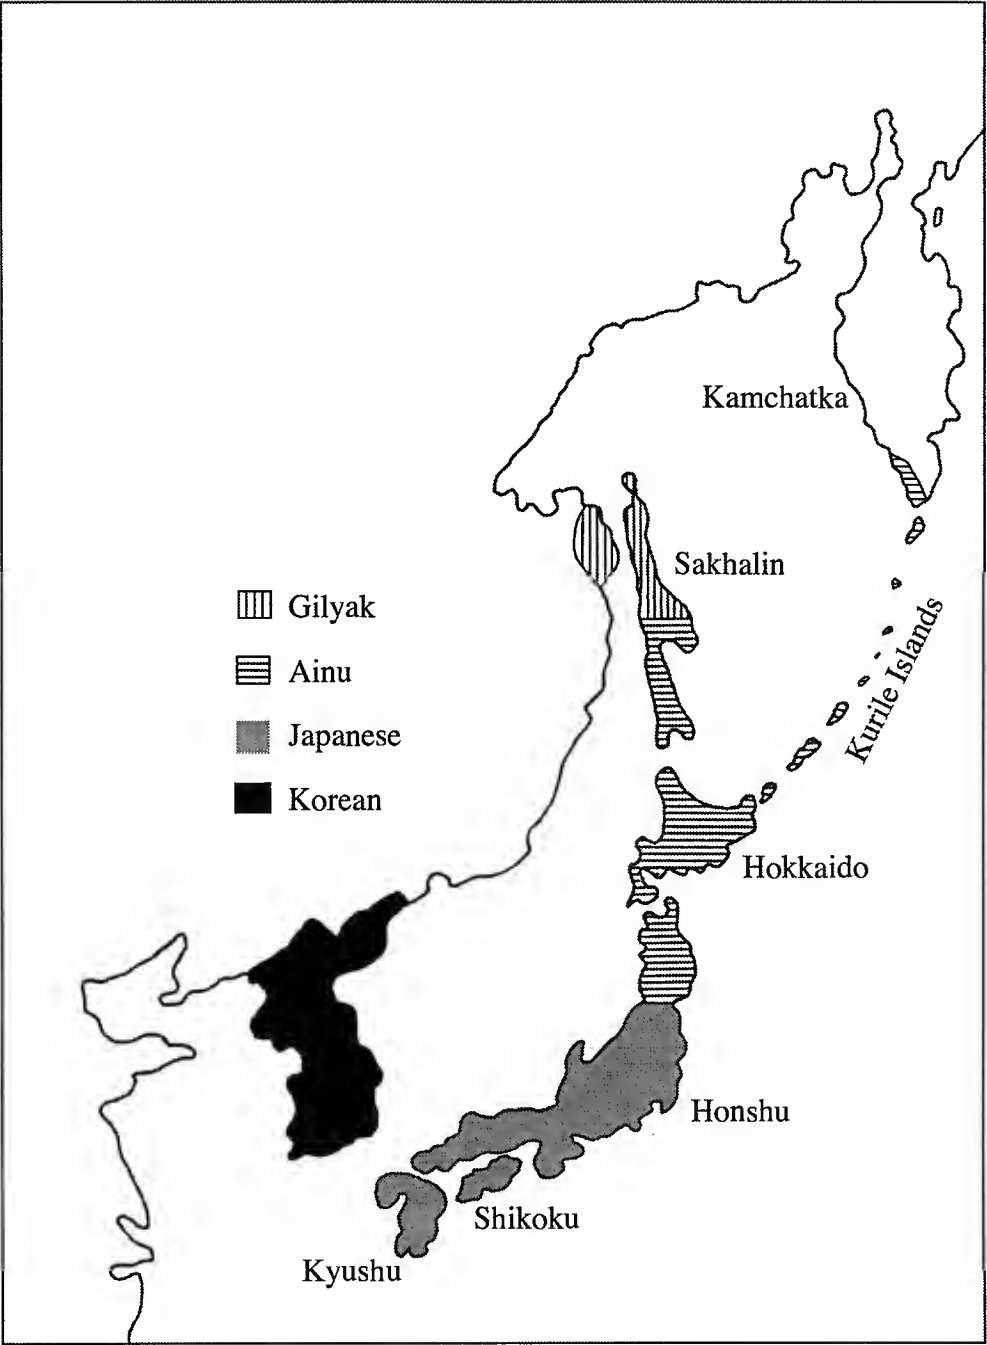 Kamchatka
Sakhalin
Gilyak
Kurile Islands
Ainu
Japanese
Korean
Hokkaido
Honshu
Shikoku
Kyushu